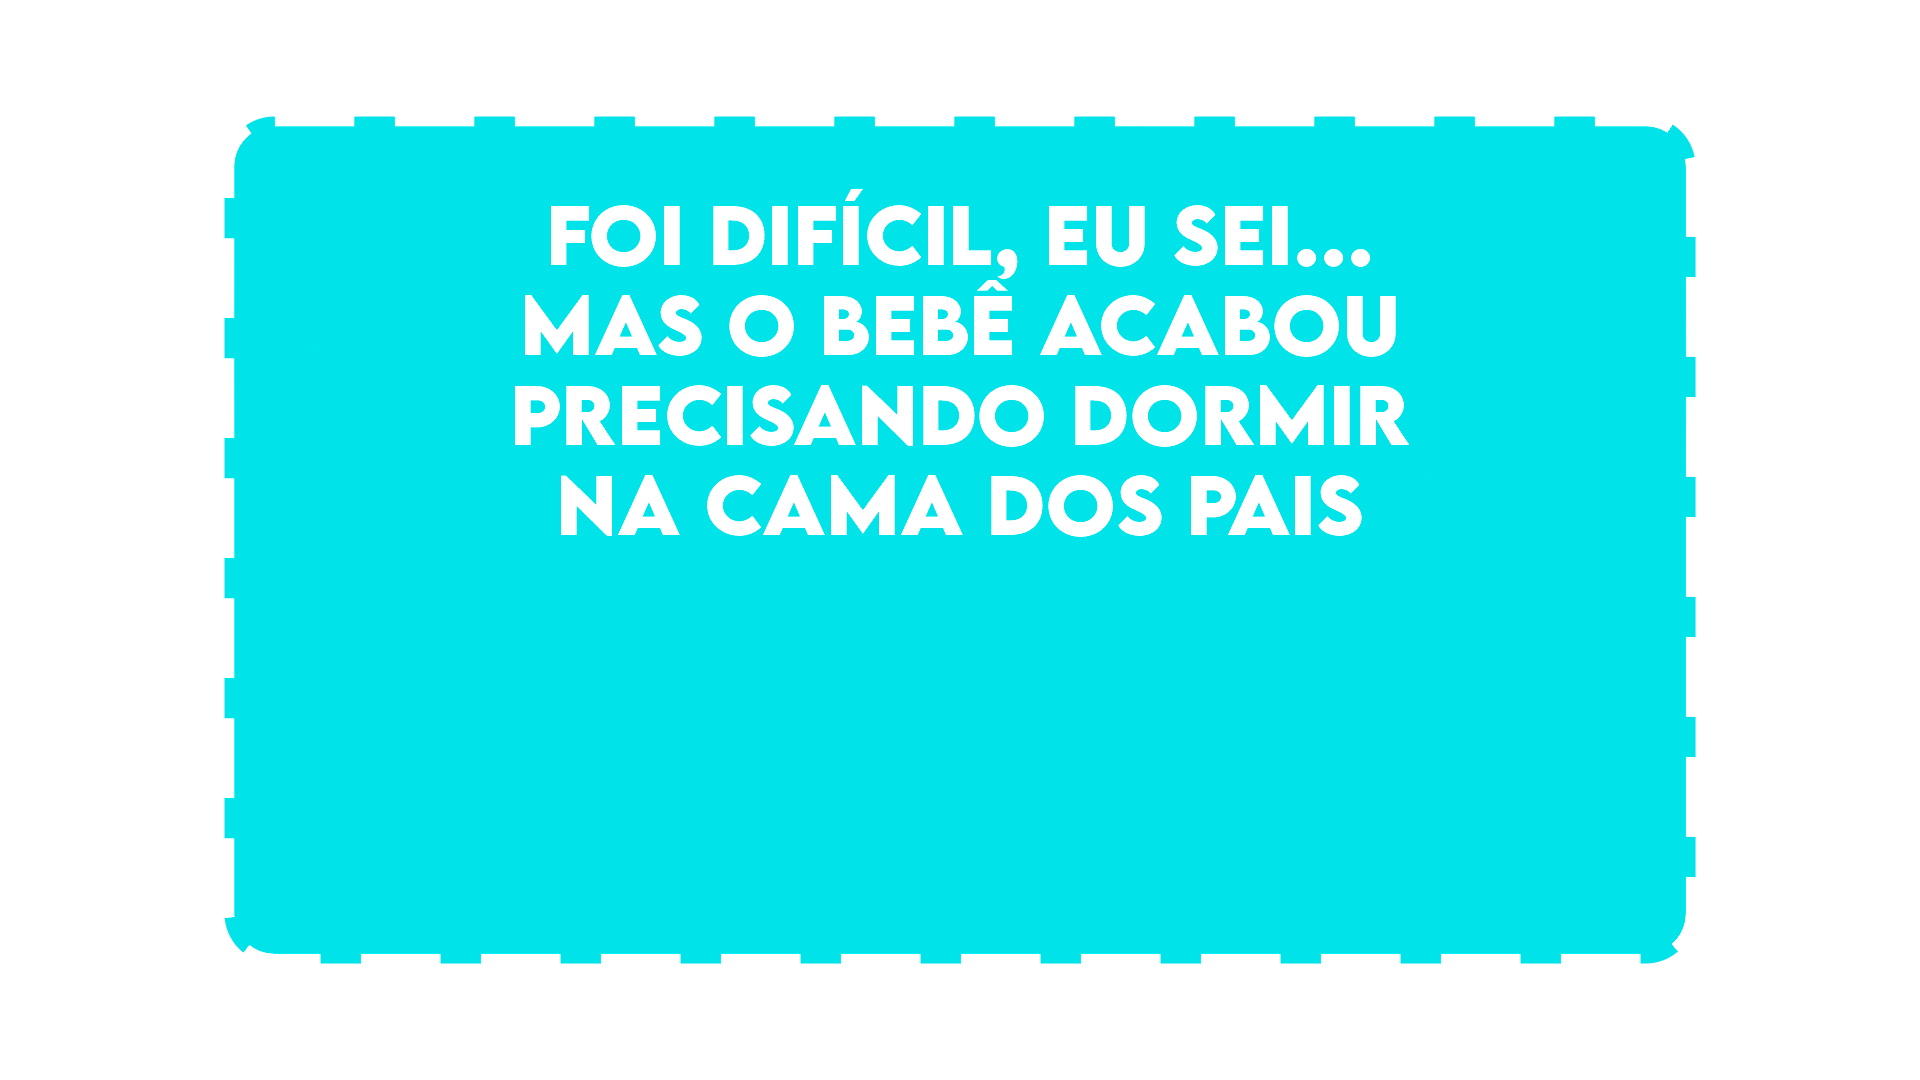 FOI DIFÍCIL, EU SEI...
MAS O BEBÊ ACABOU
PRECISANDO DORMIR
NA CAMA DOS PAIS